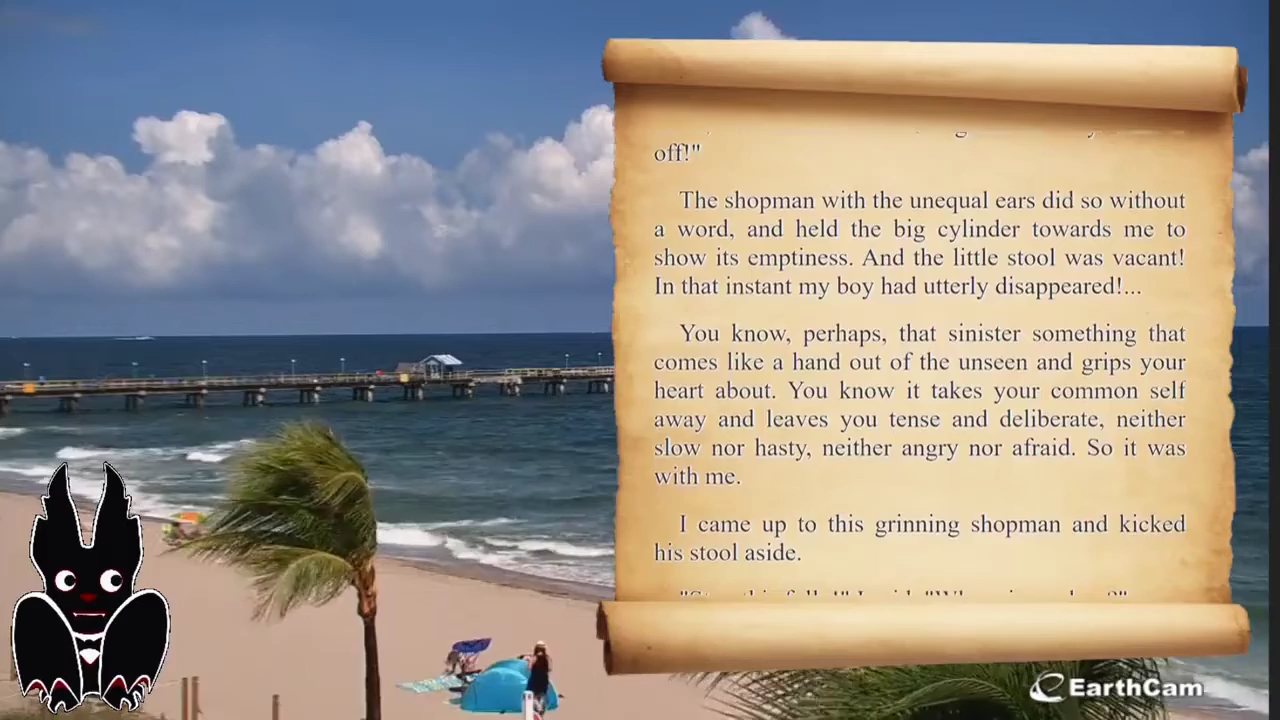 off!"
The shopman with the unequal ears did so without
a word, and held the big cylinder towards me to
show its emptiness. And the little stool was vacant!
In that instant my boy had utterly disappeared!...
You know, perhaps, that sinister something that
comes like a hand out of the unseen and grips your
heart about. You know it takes your common self
away and leaves you tense and deliberate, neither
slow nor hasty, neither angry nor afraid. So it was
with me.
I came up to this grinning shopman and kicked
his stool aside.
EarthCam